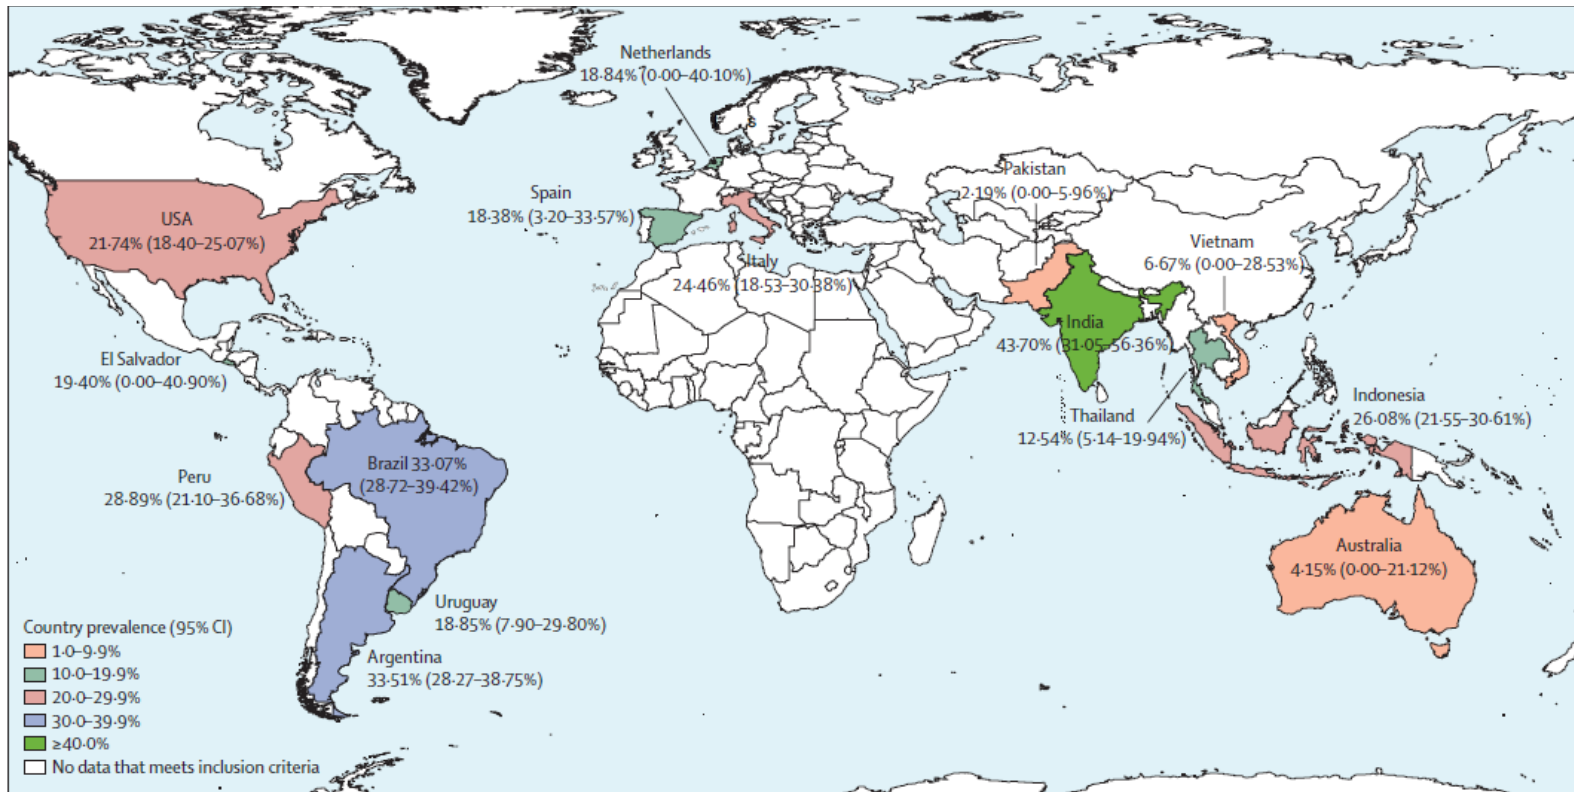 Netherlands
18·84% (0·00–40·10%)
Pakistan
2·19% (0·00–5·96%)
Spain
18·38% (3·20–33·57%)
USA
21·74% (18·40–25·07%)
Vietnam
6·67% (0·00–28·53%)
Italy
24·46% (18·53–30·38%)
India
43·70% (31·05–56·36%)
El Salvador
19·40% (0·00–40·90%)
Thailand
12·54% (5·14–19·94%)
Indonesia
26·08% (21·55–30·61%)
Brazil 33·07%
(28·72–39·42%)
Peru
28·89% (21·10–36·68%)
Australia
4·15% (0·00–21·12%)
Uruguay
18·85% (7·90–29·80%)
Argentina
33·51% (28·27–38·75%)
Country prevalence (95% CI)
1·0–9·9%
10·0–19·9%
20·0–29·9%
30·0–39·9%
≥40·0%
No data that meets inclusion criteria